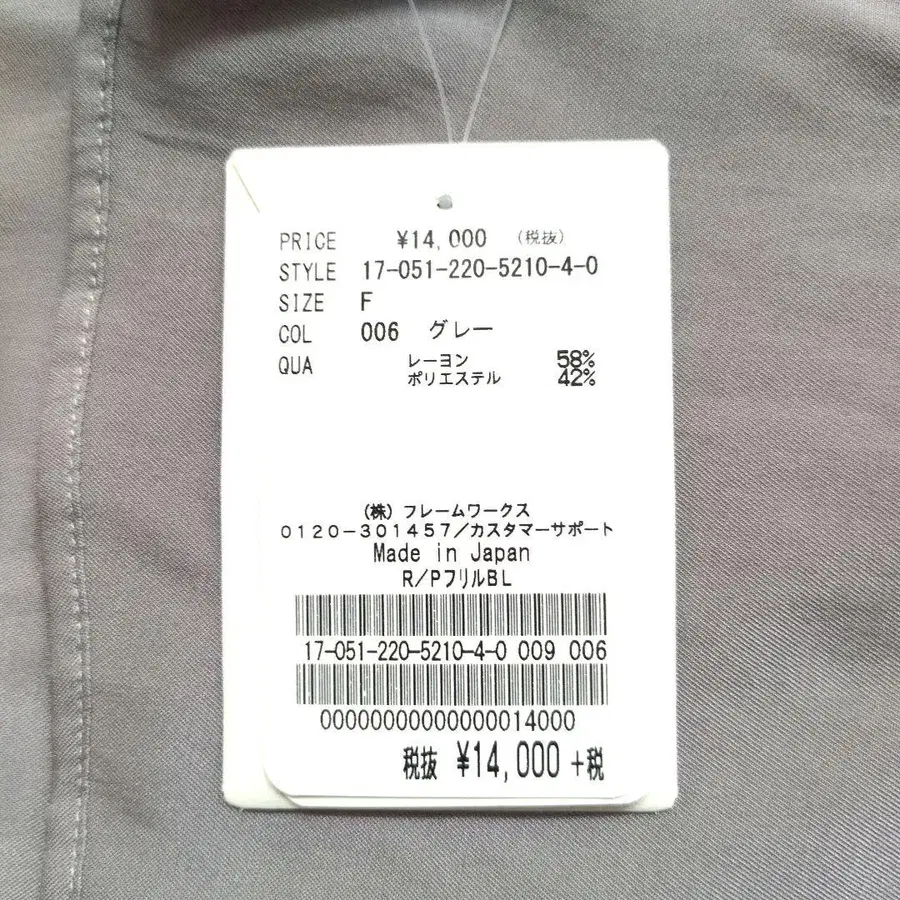 PRICE ¥14,000 (税抜)
STYLE 17-051-220-5210-4-0
SIZE F
COL 006 グレー
QUA レーヨン 58%
ポリエステル 42%
(株)フレームワークス
0120-301457/カスタマーサポート
Made in Japan
R/PフリルBL
17-051-220-5210-4-0 009 006
00000000000000014000
税抜 ¥14,000 +税